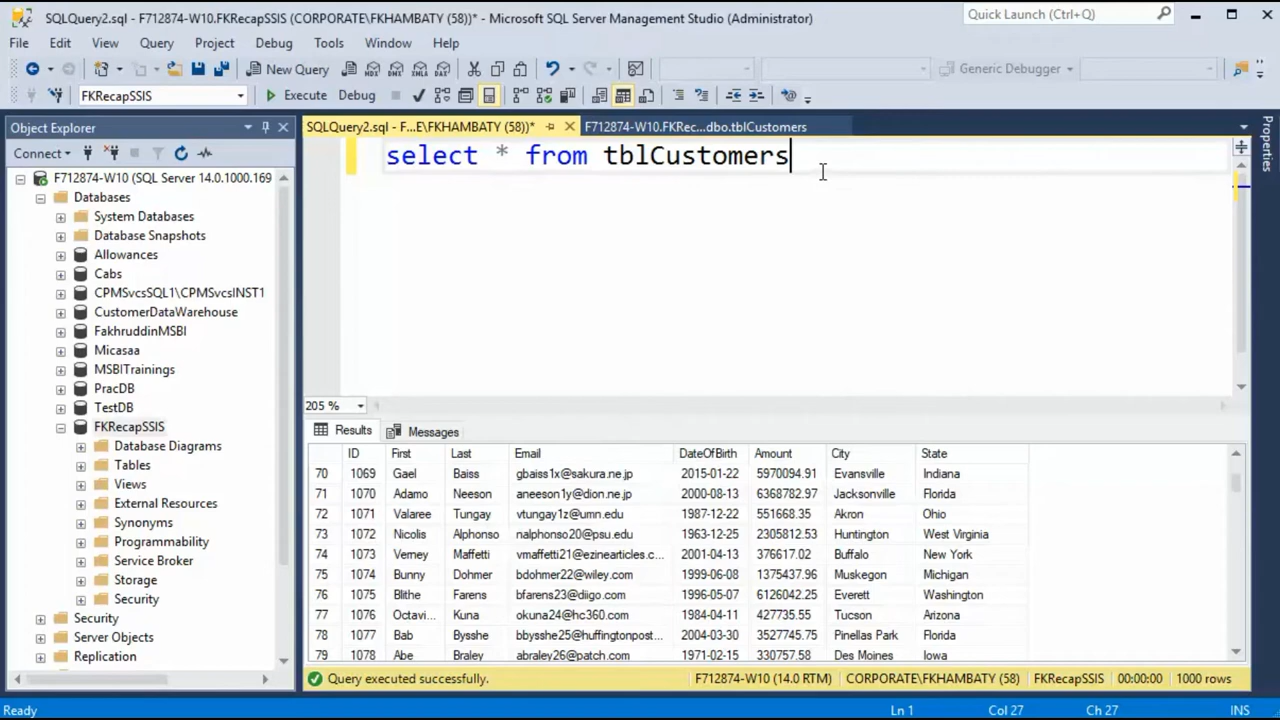 SQLQuery2.sql - F712874-W10.FKRecapSSIS (CORPORATE\FKHAMBATY (58))* - Microsoft SQL Server Management Studio (Administrator)
Quick Launch (Ctrl+Q)
File Edit View Query Project Debug Tools Window Help
New Query
MDX DMX XMLA DAX
Generic Debugger
FKRecapSSIS
Execute Debug
Object Explorer
SQLQuery2.sql - F...E\FKHAMBATY (58))*
F712874-W10.FKRec...dbo.tblCustomers
Properties
Connect
F712874-W10 (SQL Server 14.0.1000.169
Databases
System Databases
Database Snapshots
Allowances
Cabs
CPMSvcsSQL1\CPMSvcsINST1
CustomerDataWarehouse
FakhruddinMSBI
Micasaa
MSBITrainings
PracDB
TestDB
FKRecapSSIS
Database Diagrams
Tables
Views
External Resources
Synonyms
Programmability
Service Broker
Storage
Security
Security
Server Objects
Replication
select * from tblCustomers
205 %
Results Messages
ID First Last Email DateOfBirth Amount City State
70 1069 Gael Baiss gbaiss1x@sakura.ne.jp 2015-01-22 5970094.91 Evansville Indiana
71 1070 Adamo Neeson aneeson1y@dion.ne.jp 2000-08-13 6368782.97 Jacksonville Florida
72 1071 Valaree Tungay vtungay1z@umn.edu 1987-12-22 551668.35 Akron Ohio
73 1072 Nicolis Alphonso nalphonso20@psu.edu 1963-12-25 2305812.53 Huntington West Virginia
74 1073 Verney Maffetti vmaffetti21@ezinearticles.c... 2001-04-13 376617.02 Buffalo New York
75 1074 Bunny Dohmer bdohmer22@wiley.com 1999-06-08 1375437.96 Muskegon Michigan
76 1075 Blithe Farens bfarens23@diigo.com 1996-05-07 6126042.25 Everett Washington
77 1076 Octavi... Kuna okuna24@hc360.com 1984-04-11 427735.55 Tucson Arizona
78 1077 Bab Bysshe bbysshe25@huffingtonpost... 2004-03-30 3527745.75 Pinellas Park Florida
79 1078 Abe Braley abraley26@patch.com 1971-02-15 330757.58 Des Moines Iowa
Query executed successfully.
F712874-W10 (14.0 RTM) CORPORATE\FKHAMBATY (58) FKRecapSSIS 00:00:00 1000 rows
Ready Ln 1 Col 27 Ch 27 INS